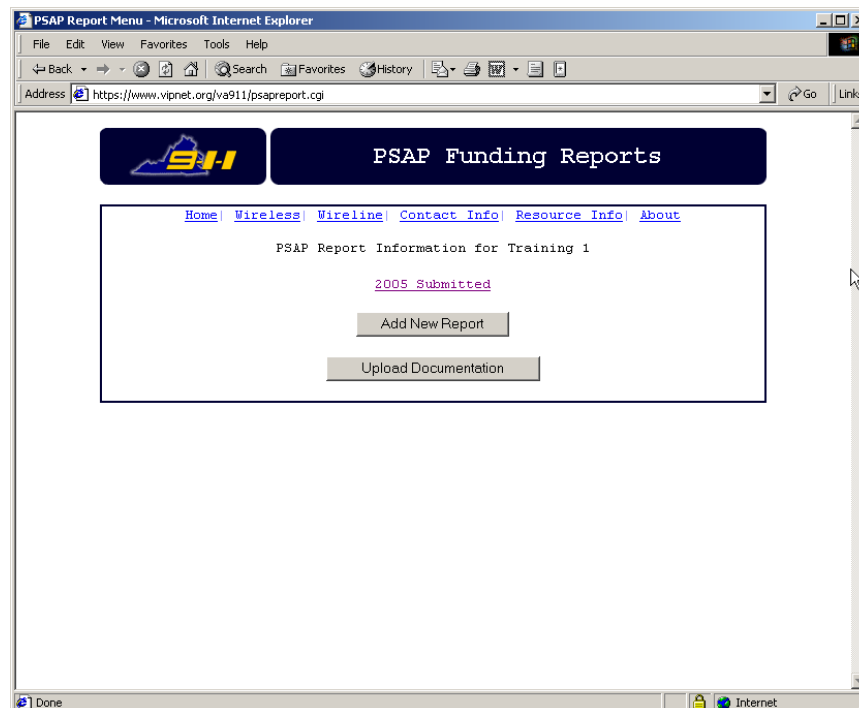 PSAP Report Menu - Microsoft Internet Explorer
File Edit View Favorites Tools Help
Back Search Favorites History
Address https://www.vipnet.org/va911/psapreport.cgi Go Link
9-1-1 PSAP Funding Reports
Home| Wireless| Wireline| Contact Info| Resource Info| About
PSAP Report Information for Training 1
2005 Submitted
Add New Report
Upload Documentation
Done Internet